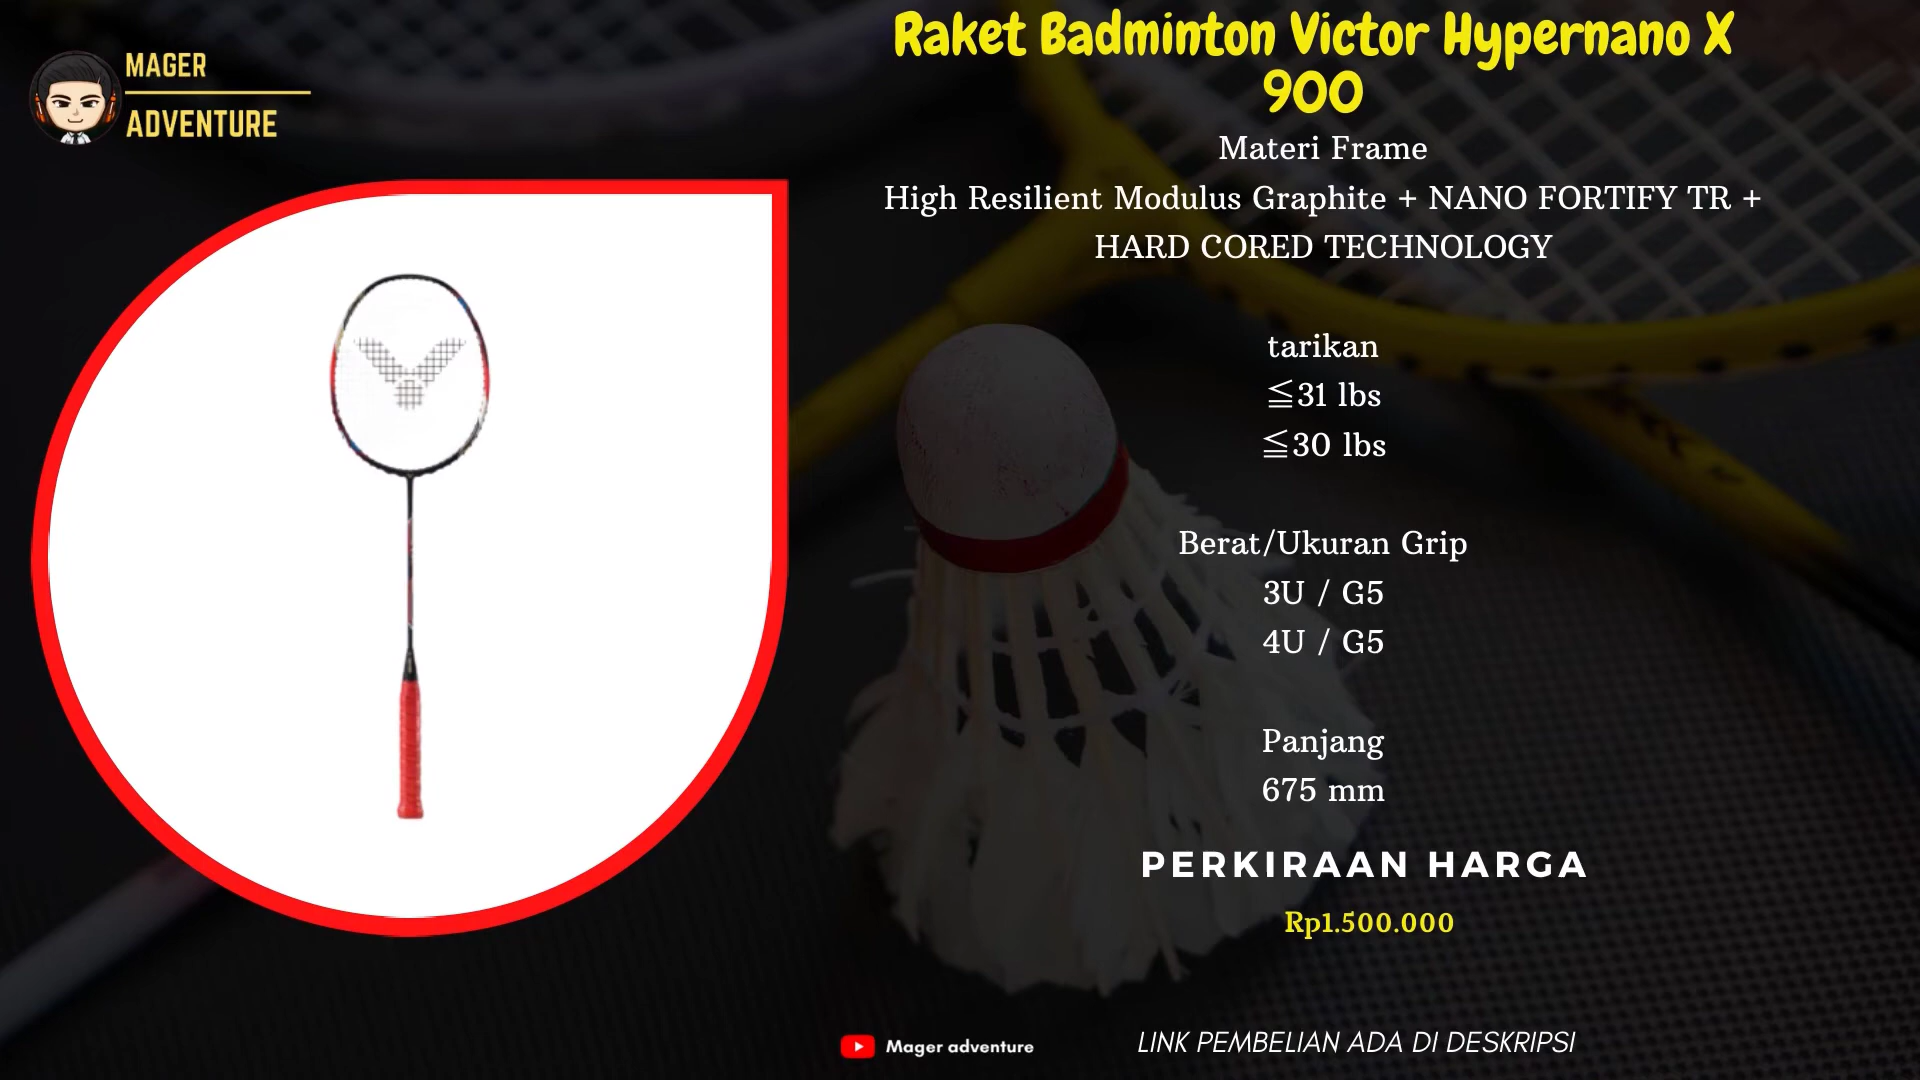 MAGER
ADVENTURE
Raket Badminton Victor Hypernano X
900
Materi Frame
High Resilient Modulus Graphite + NANO FORTIFY TR +
HARD CORED TECHNOLOGY
tarikan
≦31 lbs
≦30 lbs
Berat/Ukuran Grip
3U / G5
4U / G5
Panjang
675 mm
PERKIRAAN HARGA
Rp1.500.000
Mager adventure
LINK PEMBELIAN ADA DI DESKRIPSI